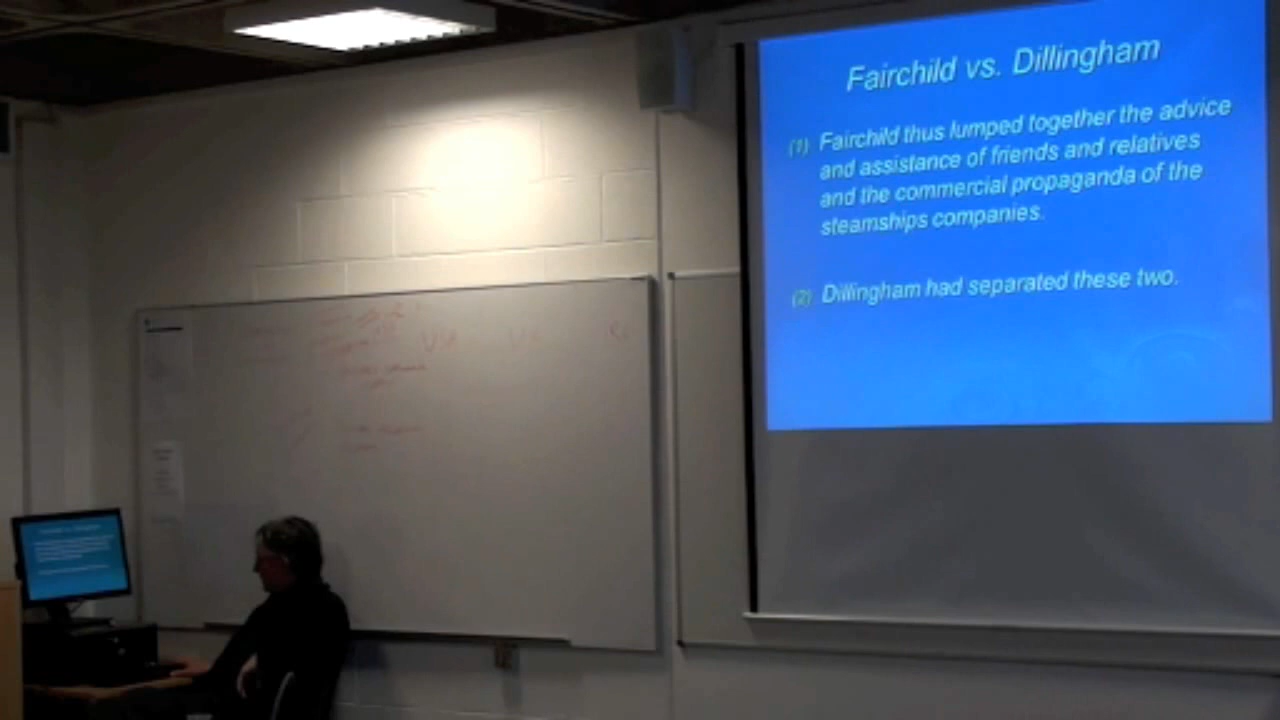 Fairchild vs. Dillingham
(1) Fairchild thus lumped together the advice
and assistance of friends and relatives
and the commercial propaganda of the
steamships companies.
(2) Dillingham had separated these two.